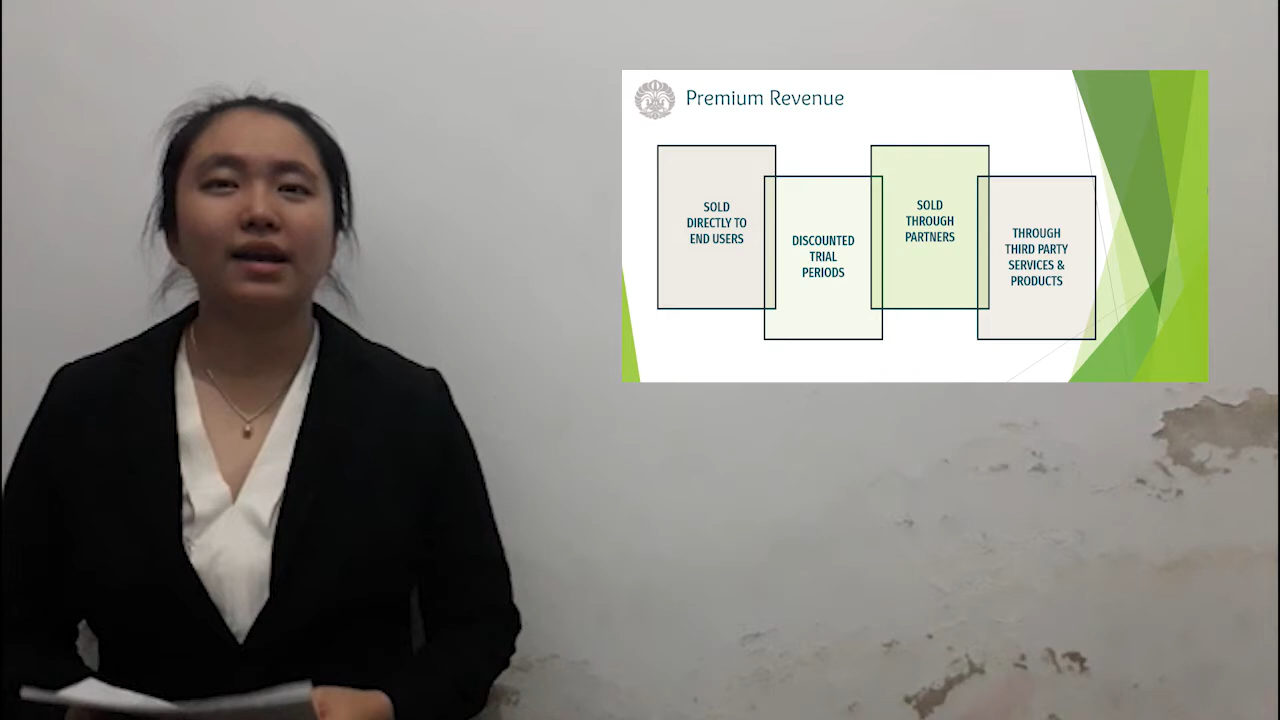 Premium Revenue
SOLD
DIRECTLY TO
END USERS
DISCOUNTED
TRIAL
PERIODS
SOLD
THROUGH
PARTNERS
THROUGH
THIRD PARTY
SERVICES &
PRODUCTS